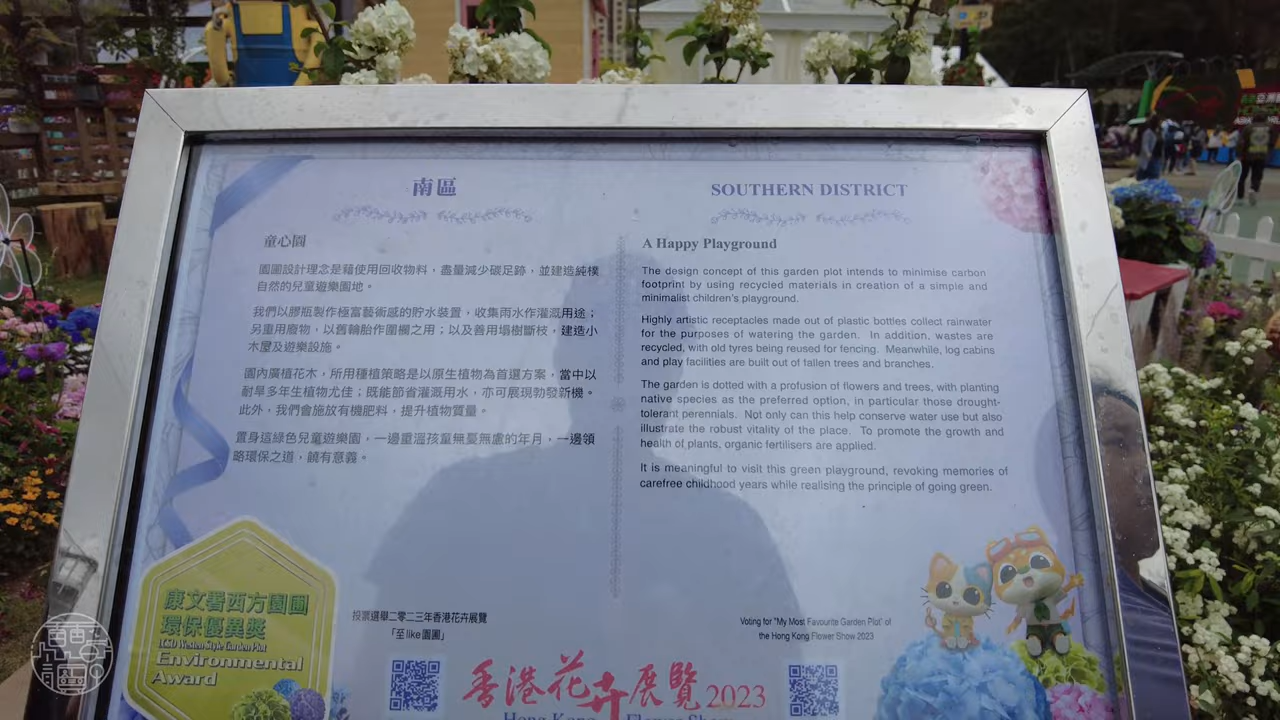 南區
童心園
園圃設計理念是藉使用回收物料，盡量減少碳足跡，並建造純樸
自然的兒童遊樂園地。
我們以膠瓶製作極富藝術感的貯水裝置，收集雨水作灌溉用途；
另重用廢物，以舊輪胎作圍欄之用；以及善用塌樹斷枝，建造小
木屋及遊樂設施。
園內廣植花木，所用種植策略是以原生植物為首選方案，當中以
耐旱多年生植物尤佳；既能節省灌溉用水，亦可展現勃發新機。
此外，我們會施放有機肥料，提升植物質量。
置身這綠色兒童遊樂園，一邊重溫孩童無憂無慮的年月，一邊領
略環保之道，饒有意義。
SOUTHERN DISTRICT
A Happy Playground
The design concept of this garden plot intends to minimise carbon
footprint by using recycled materials in creation of a simple and
minimalist children's playground.
Highly artistic receptacles made out of plastic bottles collect rainwater
for the purposes of watering the garden. In addition, wastes are
recycled, with old tyres being reused for fencing. Meanwhile, log cabins
and play facilities are built out of fallen trees and branches.
The garden is dotted with a profusion of flowers and trees, with planting
native species as the preferred option, in particular those drought-
tolerant perennials. Not only can this help conserve water use but also
illustrate the robust vitality of the place. To promote the growth and
health of plants, organic fertilisers are applied.
It is meaningful to visit this green playground, revoking memories of
carefree childhood years while realising the principle of going green.
康文署西方園圃
環保優異獎
LCSD Western Style Garden Plot
Environmental
Award
投票選舉二零二三年香港花卉展覽
「至like園圃」
Voting for "My Most Favourite Garden Plot" of
the Hong Kong Flower Show 2023
香港花卉展覽2023
Hong Kong Flower Show